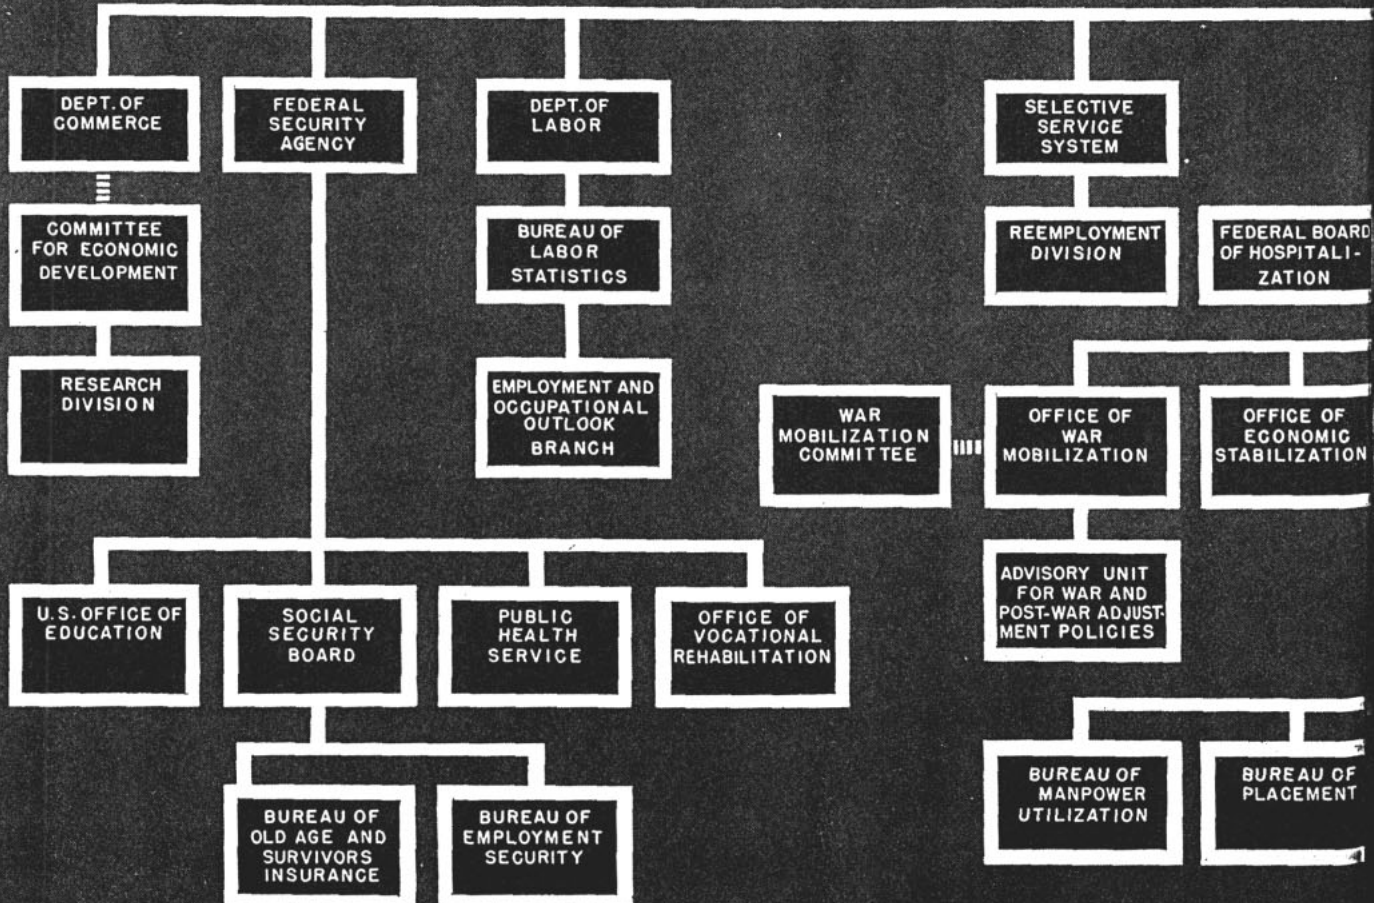 DEPT. OF
COMMERCE
FEDERAL
SECURITY
AGENCY
DEPT. OF
LABOR
SELECTIVE
SERVICE
SYSTEM
COMMITTEE
FOR ECONOMIC
DEVELOPMENT
BUREAU OF
LABOR
STATISTICS
REEMPLOYMENT
DIVISION
FEDERAL BOARD
OF HOSPITALI-
ZATION
RESEARCH
DIVISION
EMPLOYMENT AND
OCCUPATIONAL
OUTLOOK
BRANCH
WAR
MOBILIZATION
COMMITTEE
OFFICE OF
WAR
MOBILIZATION
OFFICE OF
ECONOMIC
STABILIZATION
ADVISORY UNIT
FOR WAR AND
POST-WAR ADJUST-
MENT POLICIES
U.S. OFFICE OF
EDUCATION
SOCIAL
SECURITY
BOARD
PUBLIC
HEALTH
SERVICE
OFFICE OF
VOCATIONAL
REHABILITATION
BUREAU OF
MANPOWER
UTILIZATION
BUREAU OF
PLACEMENT
BUREAU OF
OLD AGE AND
SURVIVORS
INSURANCE
BUREAU OF
EMPLOYMENT
SECURITY